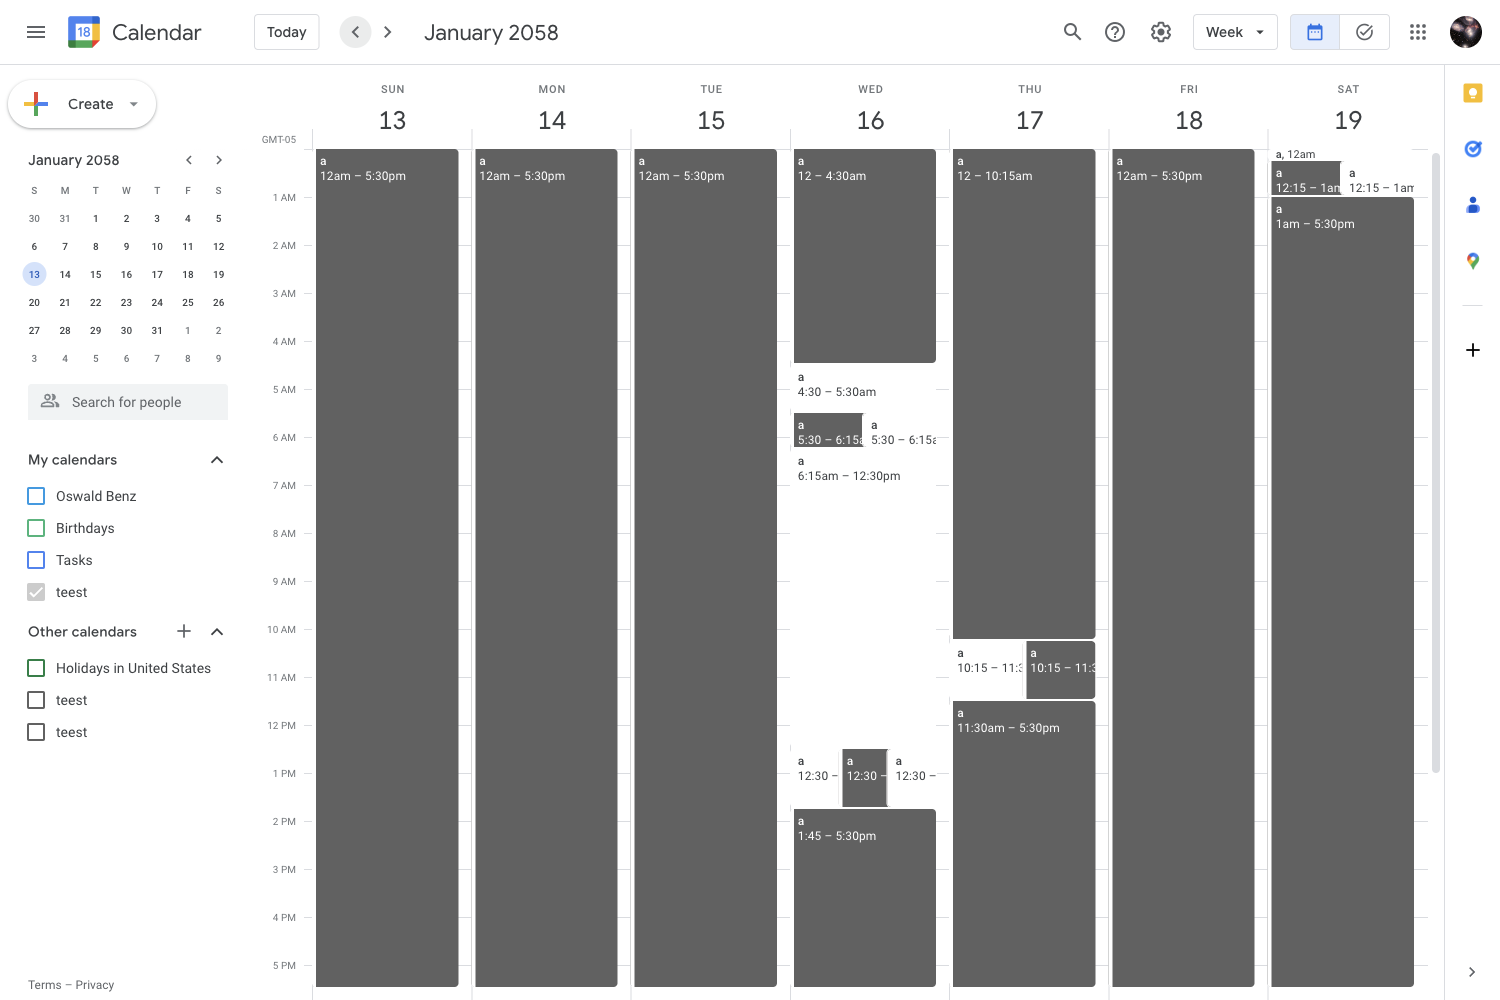 18 Calendar
Today
January 2058
Week
Create
January 2058
S M T W T F S
30 31 1 2 3 4 5
6 7 8 9 10 11 12
13 14 15 16 17 18 19
20 21 22 23 24 25 26
27 28 29 30 31 1 2
3 4 5 6 7 8 9
Search for people
My calendars
Oswald Benz
Birthdays
Tasks
teest
Other calendars
Holidays in United States
teest
teest
Terms – Privacy
SUN MON TUE WED THU FRI SAT
13 14 15 16 17 18 19
GMT-05
1 AM
2 AM
3 AM
4 AM
5 AM
6 AM
7 AM
8 AM
9 AM
10 AM
11 AM
12 PM
1 PM
2 PM
3 PM
4 PM
5 PM
a
12am – 5:30pm
a
12am – 5:30pm
a
12am – 5:30pm
a
12 – 4:30am
a
4:30 – 5:30am
a
5:30 – 6:15a
a
5:30 – 6:15a
a
6:15am – 12:30pm
a
12:30 –
a
12:30 –
a
12:30 –
a
1:45 – 5:30pm
a
12 – 10:15am
a
10:15 – 11:3
a
10:15 – 11:3
a
11:30am – 5:30pm
a
12am – 5:30pm
a, 12am
a
12:15 – 1am
a
12:15 – 1am
a
1am – 5:30pm